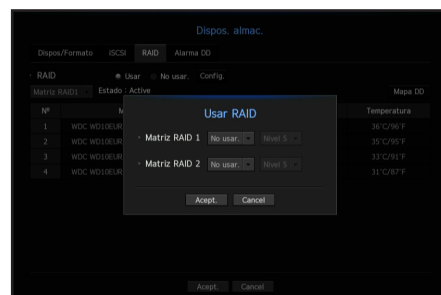 Dispos. almac.
Dispos/Formato ISCSI RAID Alarma DD
RAID Usar No usar. Config.
Matriz RAID1 Estado : Active Mapa DD
Nº M Temperatura
1 WDC WD10EUR 36°C/96°F
2 WDC WD10EUR 35°C/95°F
3 WDC WD10EUR 33°C/91°F
4 WDC WD10EUR 31°C/87°F
Usar RAID
Matriz RAID 1 No usar. Nivel 5
Matriz RAID 2 No usar. Nivel 5
Acept. Cancel
Acept. Cancel